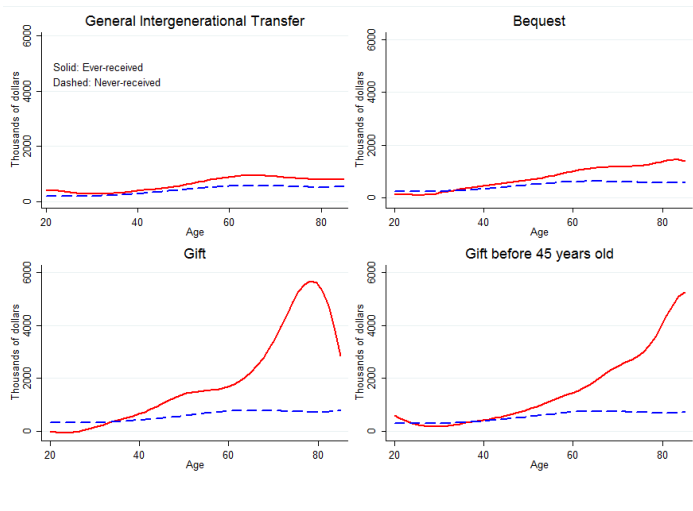 General Intergenerational Transfer
Thousands of dollars
0 2000 4000 6000
Solid: Ever-received
Dashed: Never-received
20 40 60 80
Age
Bequest
Thousands of dollars
0 2000 4000 6000
20 40 60 80
Age
Gift
Thousands of dollars
0 2000 4000 6000
20 40 60 80
Age
Gift before 45 years old
Thousands of dollars
0 2000 4000 6000
20 40 60 80
Age